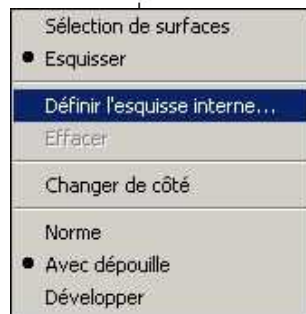 Sélection de surfaces
Esquisser
Définir l'esquisse interne...
Effacer
Changer de côté
Norme
Avec dépouille
Développer